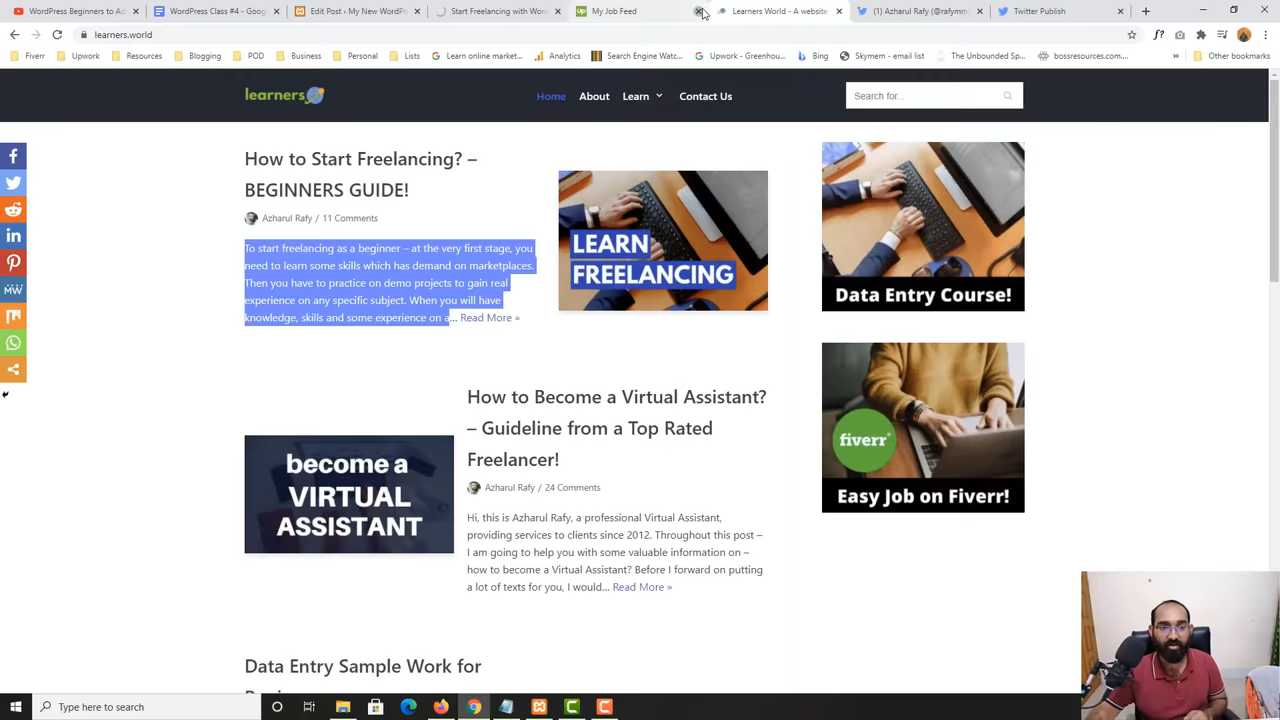 WordPress Beginners to Ad
WordPress Class #4 - Goog
Edit Post ‹ My New WordPr
Start Freelancing with Wor
My Job Feed
Learners World - A website
(1) Azharul Rafy (@rafymm
Twitter Publish
learners.world
Fiverr
Upwork
Blogging
POD
Business
Personal
Lists
Learn online market...
Analytics
Search Engine Watc...
Upwork - Greenhou...
Bing
Skymem - email list
The Unbounded Sp...
bossresources.com...
»
Other bookmarks
learners
Home
About
Learn
Contact Us
Search for...
How to Start Freelancing? –
BEGINNERS GUIDE!
Azharul Rafy / 11 Comments
To start freelancing as a beginner – at the very first stage, you
need to learn some skills which has demand on marketplaces.
Then you have to practice on demo projects to gain real
experience on any specific subject. When you will have
knowledge, skills and some experience on a... Read More »
LEARN
FREELANCING
Data Entry Course!
become a
VIRTUAL
ASSISTANT
How to Become a Virtual Assistant?
– Guideline from a Top Rated
Freelancer!
Azharul Rafy / 24 Comments
Hi, this is Azharul Rafy, a professional Virtual Assistant,
providing services to clients since 2012. Throughout this post –
I am going to help you with some valuable information on –
how to become a Virtual Assistant? Before I forward on putting
a lot of texts for you, I would... Read More »
fiverr
Easy Job on Fiverr!
Data Entry Sample Work for
Type here to search